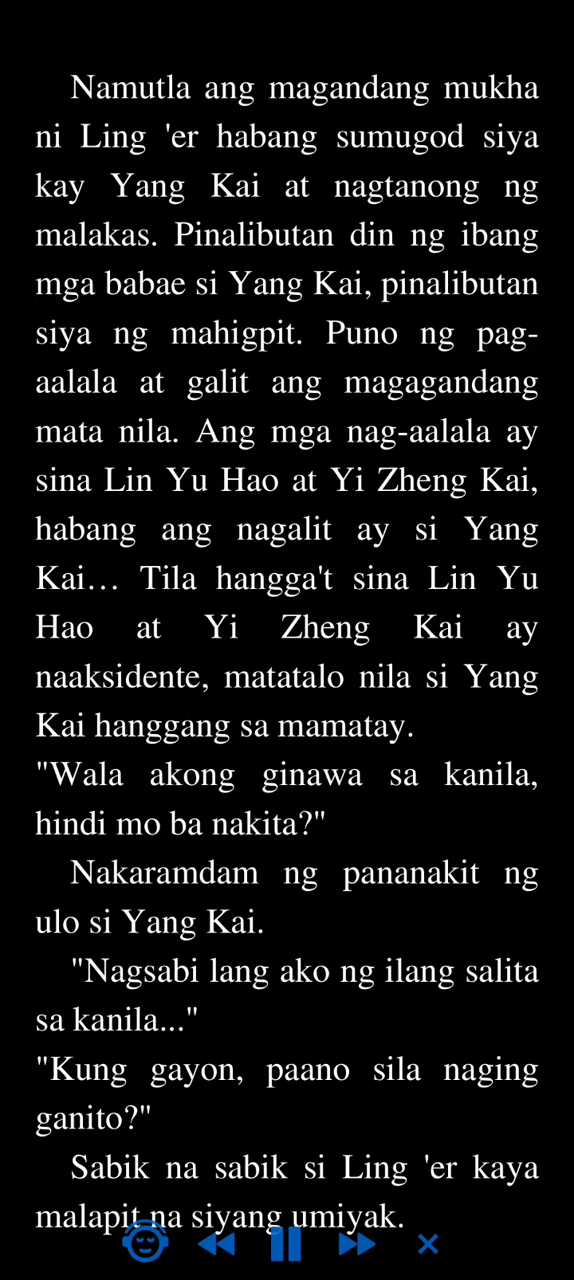 Namutla ang magandang mukha
ni Ling 'er habang sumugod siya
kay Yang Kai at nagtanong ng
malakas. Pinalibutan din ng ibang
mga babae si Yang Kai, pinalibutan
siya ng mahigpit. Puno ng pag-
aalala at galit ang magagandang
mata nila. Ang mga nag-aalala ay
sina Lin Yu Hao at Yi Zheng Kai,
habang ang nagalit ay si Yang
Kai… Tila hangga't sina Lin Yu
Hao at Yi Zheng Kai ay
naaksidente, matatalo nila si Yang
Kai hanggang sa mamatay.
"Wala akong ginawa sa kanila,
hindi mo ba nakita?"
Nakaramdam ng pananakit ng
ulo si Yang Kai.
"Nagsabi lang ako ng ilang salita
sa kanila..."
"Kung gayon, paano sila naging
ganito?"
Sabik na sabik si Ling 'er kaya
malapit na siyang umiyak.